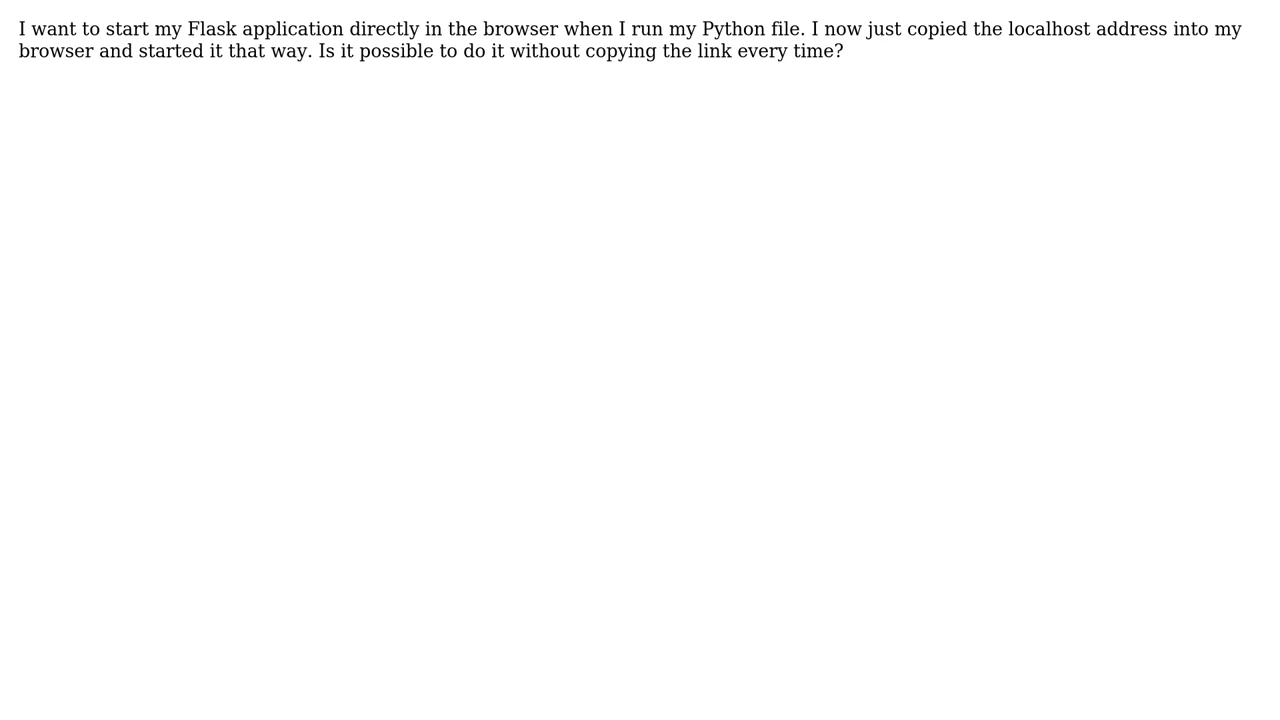 I want to start my Flask application directly in the browser when I run my Python file. I now just copied the localhost address into my
browser and started it that way. Is it possible to do it without copying the link every time?